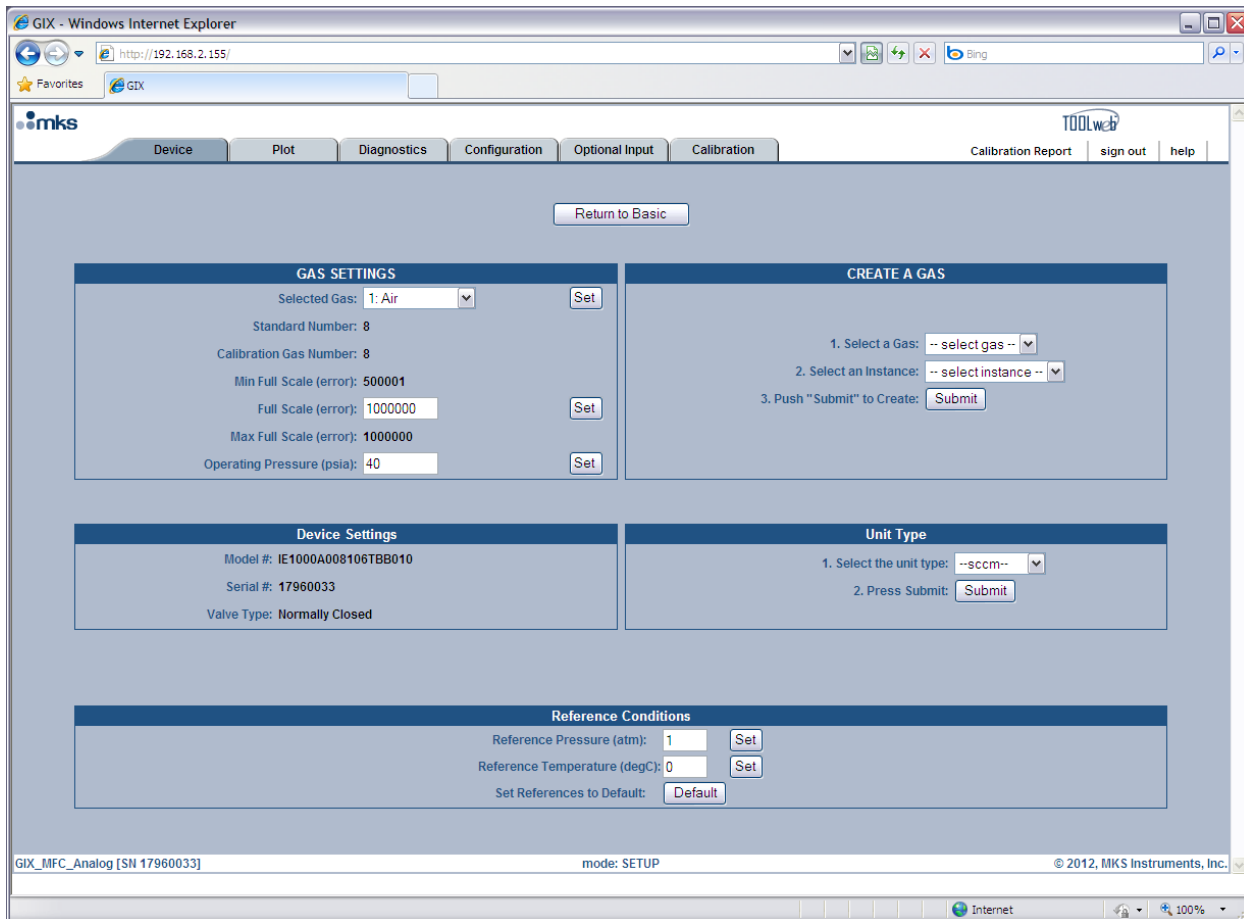 GIX - Windows Internet Explorer
http://192.168.2.155/
Bing
Favorites
GIX
mks
TOOLweb
Device
Plot
Diagnostics
Configuration
Optional Input
Calibration
Calibration Report
sign out
help
Return to Basic
GAS SETTINGS
Selected Gas: 1: Air Set
Standard Number: 8
Calibration Gas Number: 8
Min Full Scale (error): 500001
Full Scale (error): 1000000 Set
Max Full Scale (error): 1000000
Operating Pressure (psia): 40 Set
CREATE A GAS
1. Select a Gas: -- select gas --
2. Select an Instance: -- select instance --
3. Push "Submit" to Create: Submit
Device Settings
Model #: IE1000A008106TBB010
Serial #: 17960033
Valve Type: Normally Closed
Unit Type
1. Select the unit type: --sccm--
2. Press Submit: Submit
Reference Conditions
Reference Pressure (atm): 1 Set
Reference Temperature (degC): 0 Set
Set References to Default: Default
GIX_MFC_Analog [SN 17960033]
mode: SETUP
© 2012, MKS Instruments, Inc.
Internet
100%